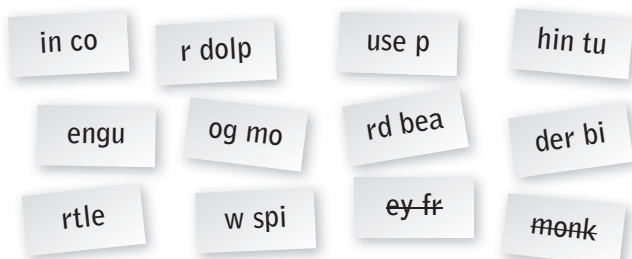 in co r dolp use p hin tu
engu og mo rd bea der bi
rtle w spi ey fr monk